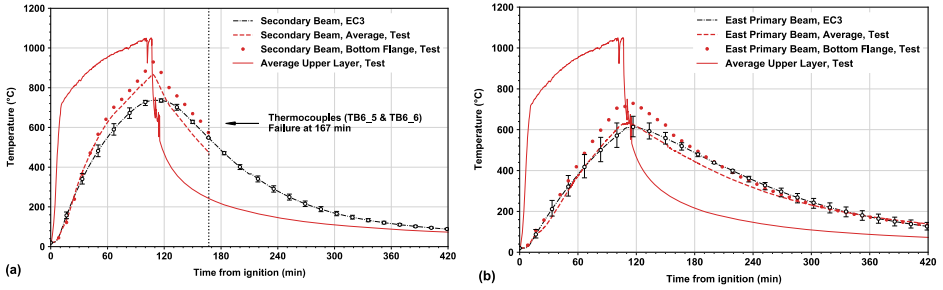 1200
1000
800
600
400
200
0
Temperature (°C)
0 60 120 180 240 300 360 420
Time from ignition (min)
Secondary Beam, EC3
Secondary Beam, Average, Test
Secondary Beam, Bottom Flange, Test
Average Upper Layer, Test
Thermocouples (TB6_5 & TB6_6)
Failure at 167 min
(a)
1200
1000
800
600
400
200
0
Temperature (°C)
0 60 120 180 240 300 360 420
Time from ignition (min)
East Primary Beam, EC3
East Primary Beam, Average, Test
East Primary Beam, Bottom Flange, Test
Average Upper Layer, Test
(b)